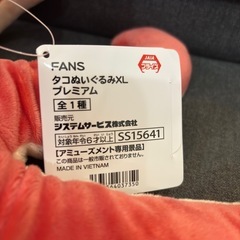 FANS
JAIA
タコぬいぐるみXL
プレミアム
全1種
販売元
システムサービス株式会社
対象年令6才以上 SS15641
【アミューズメント専用景品】
この商品は一般市販されておりません。
MADE IN VIETNAM